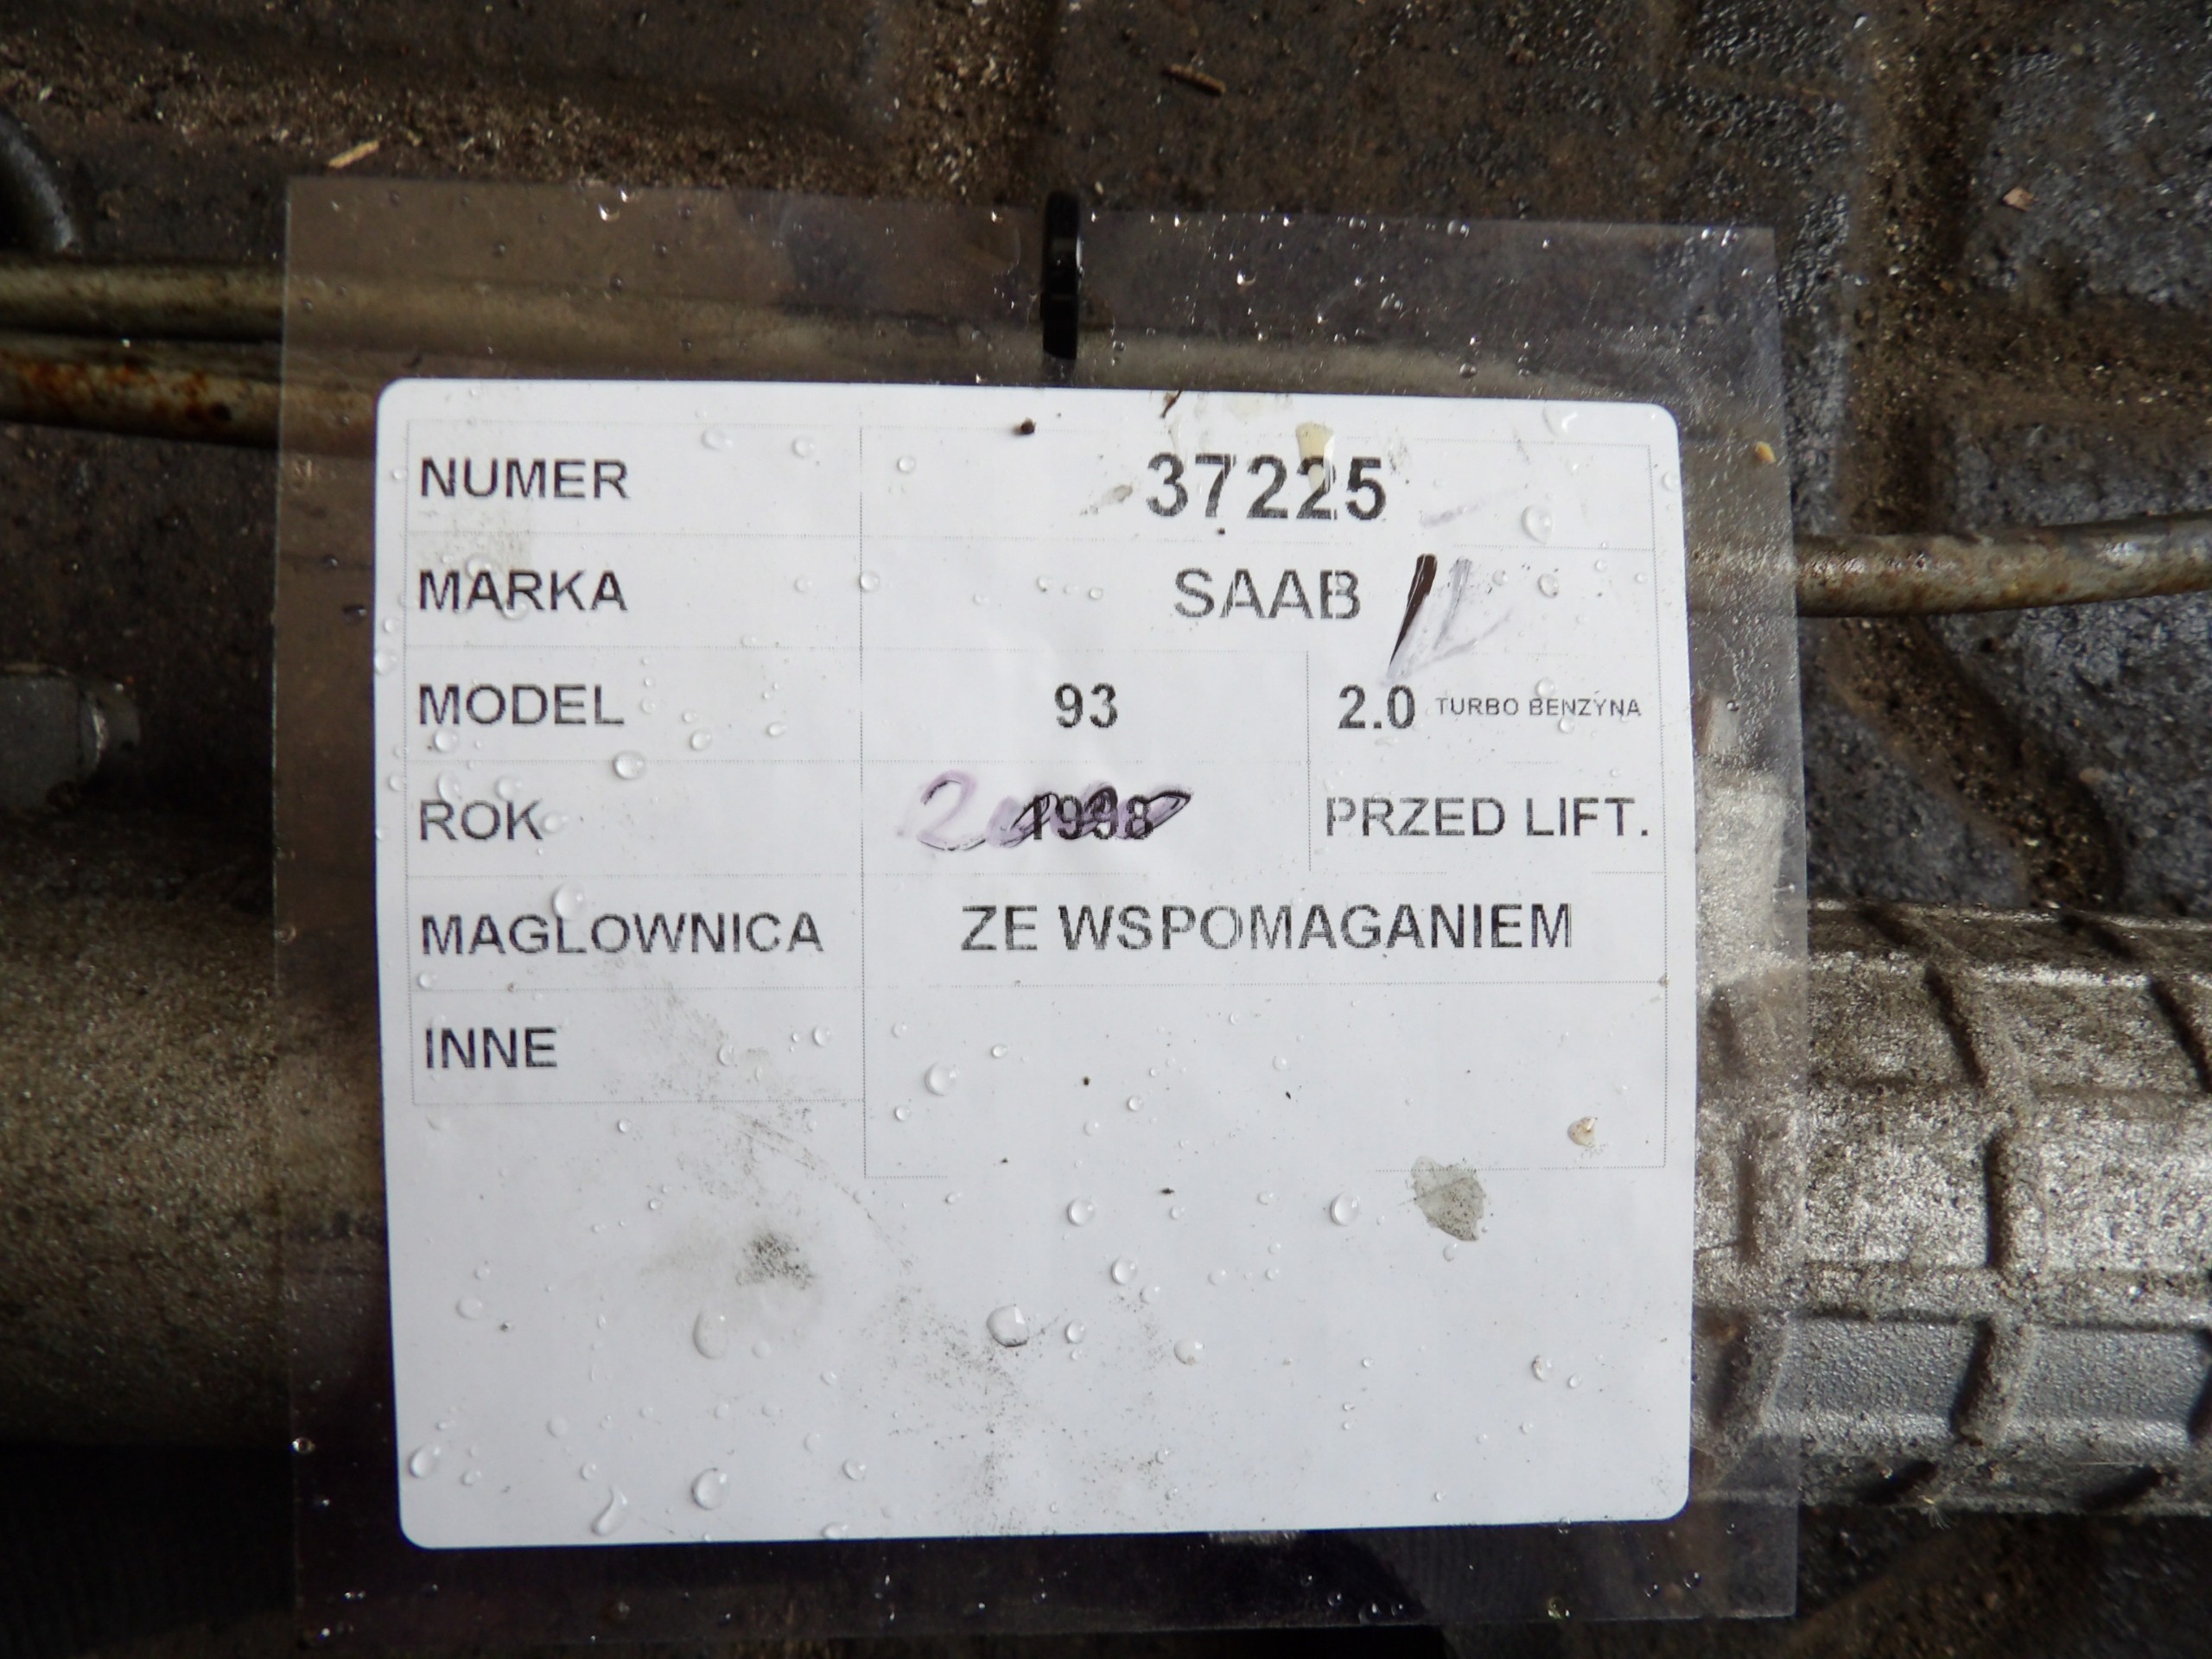 NUMER 37225
MARKA SAAB
MODEL 93 2.0 TURBO BENZYNA
ROK 1998 PRZED LIFT.
MAGLOWNICA ZE WSPOMAGANIEM
INNE